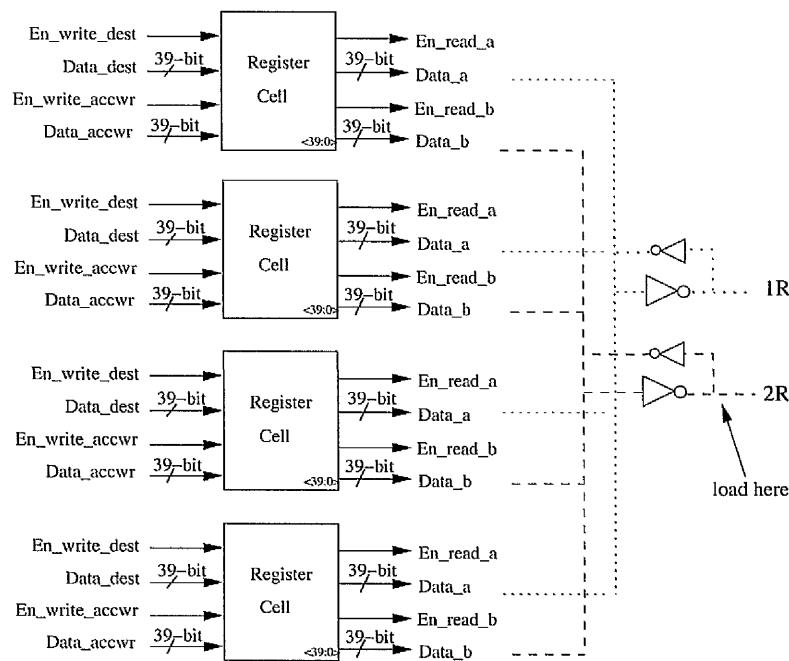 En_write_dest
Data_dest
En_write_accwr
Data_accwr
39-bit
39-bit
Register
Cell
<39:0>
39-bit
39-bit
En_read_a
Data_a
En_read_b
Data_b
En_write_dest
Data_dest
En_write_accwr
Data_accwr
39-bit
39-bit
Register
Cell
<39:0>
39-bit
39-bit
En_read_a
Data_a
En_read_b
Data_b
En_write_dest
Data_dest
En_write_accwr
Data_accwr
39-bit
39-bit
Register
Cell
<39:0>
39-bit
39-bit
En_read_a
Data_a
En_read_b
Data_b
En_write_dest
Data_dest
En_write_accwr
Data_accwr
39-bit
39-bit
Register
Cell
<39:0>
39-bit
39-bit
En_read_a
Data_a
En_read_b
Data_b
1R
2R
load here